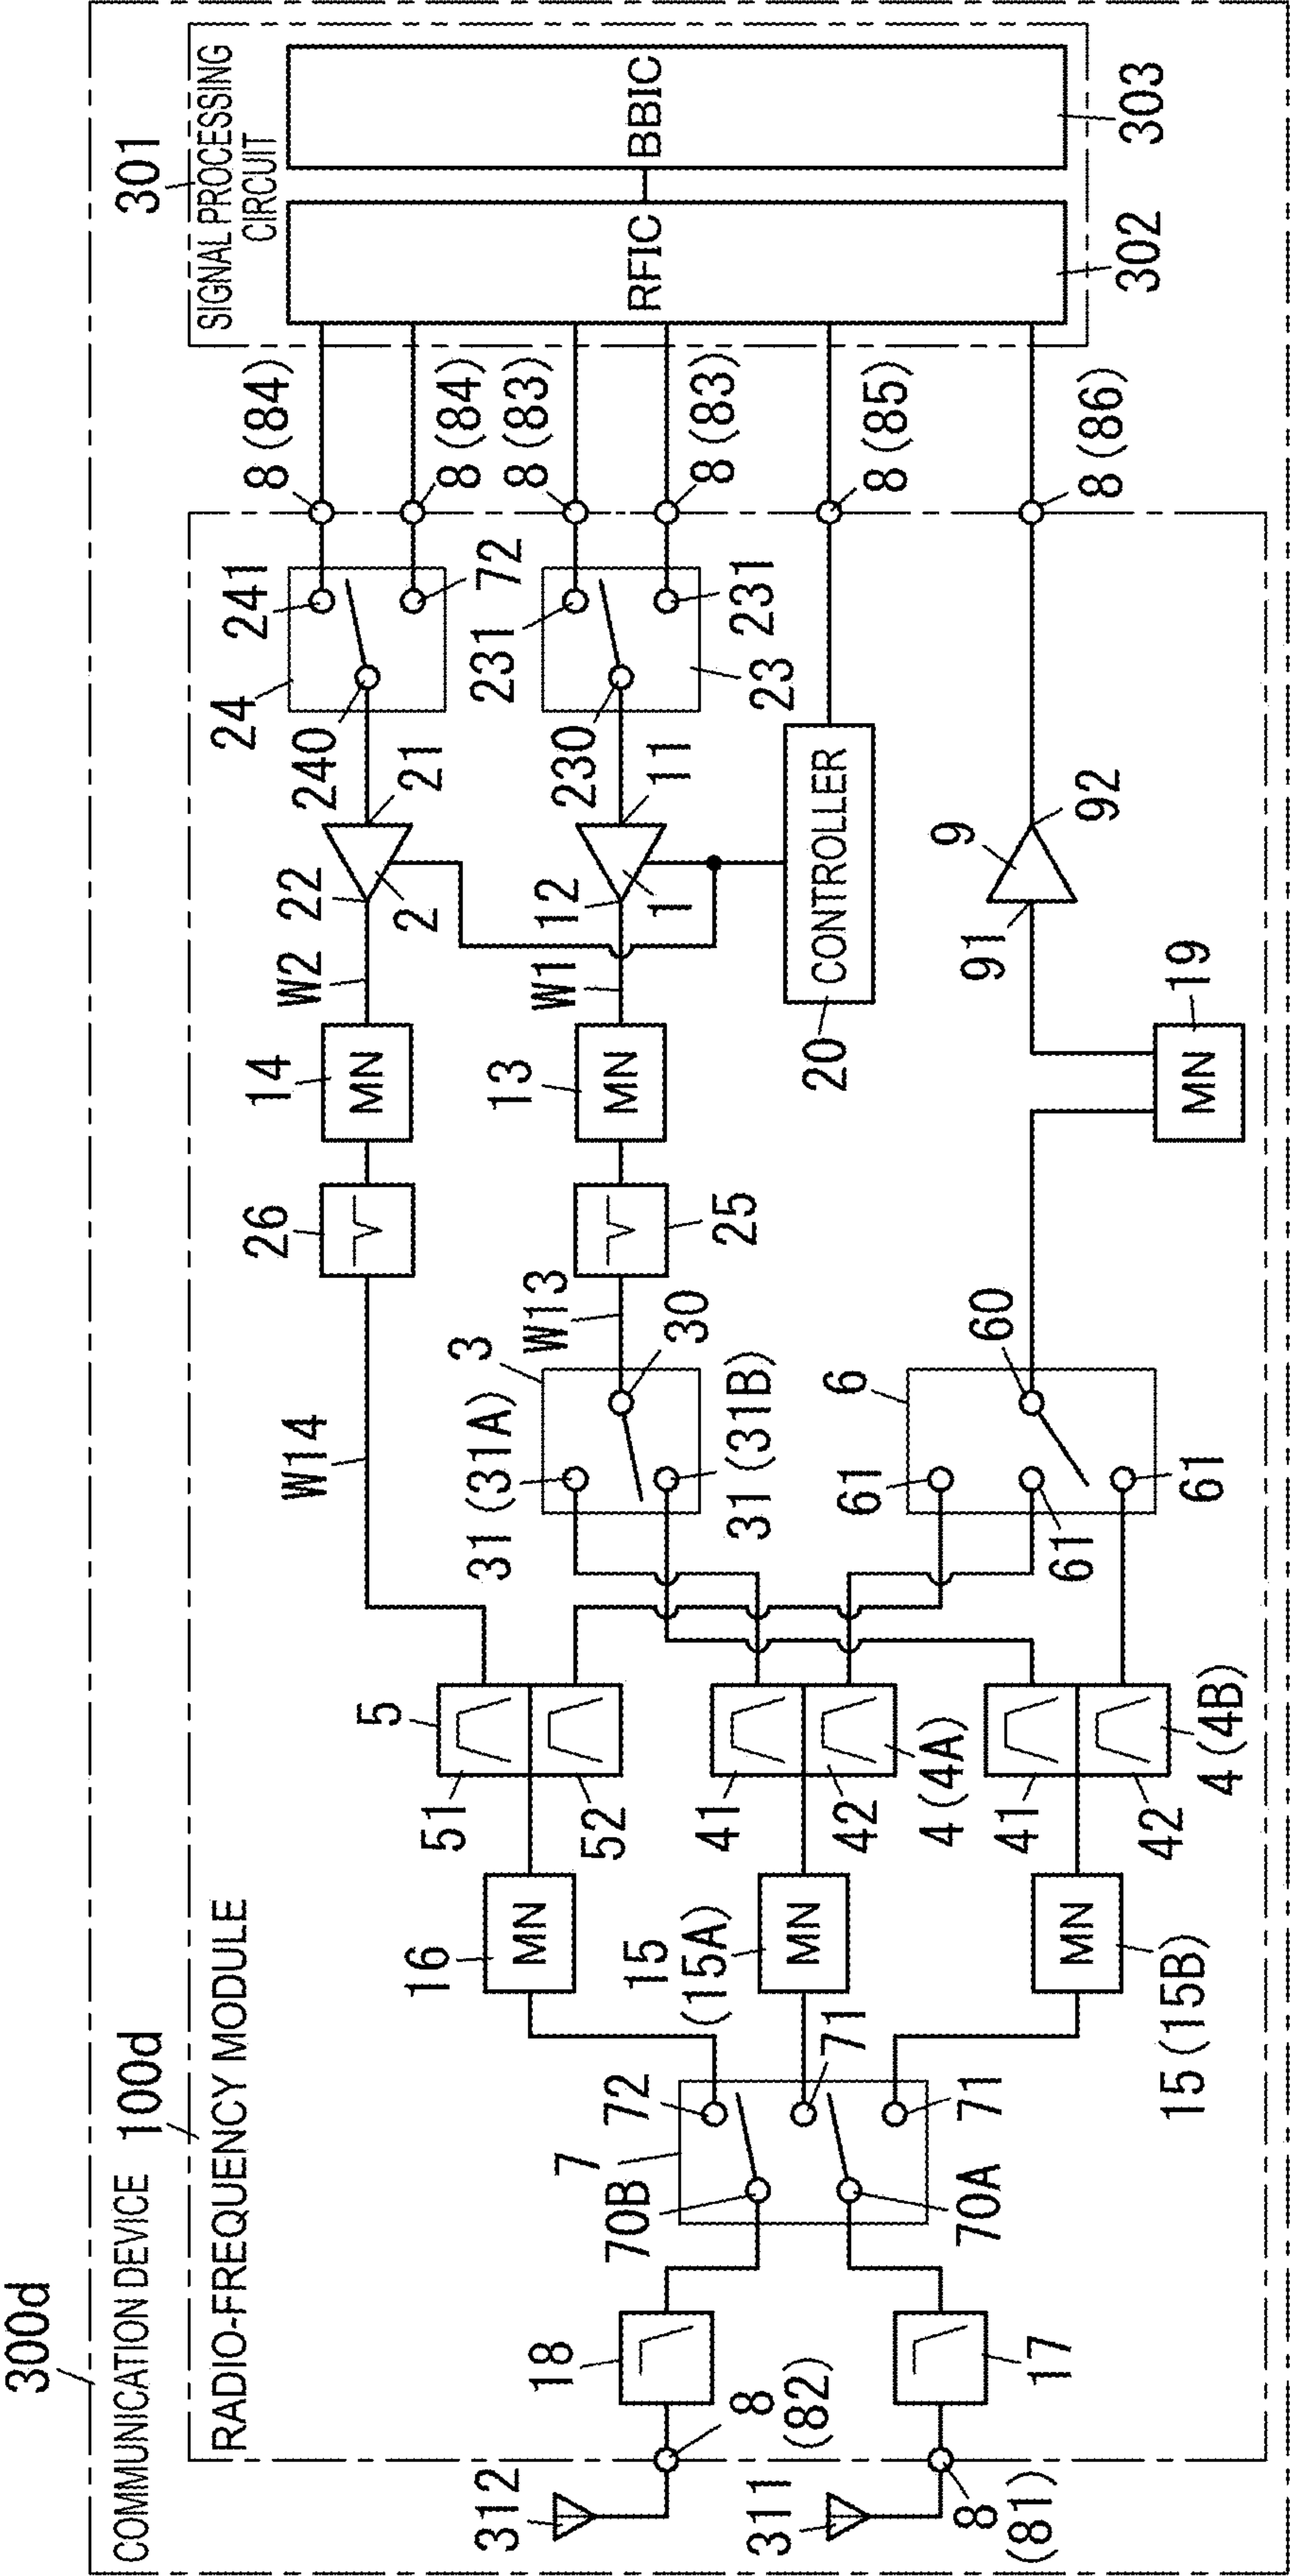 300d
COMMUNICATION DEVICE
100d
RADIO-FREQUENCY MODULE
301
SIGNAL PROCESSING
CIRCUIT
BBIC
303
RFIC
302
8 (84)
8 (84)
8 (83)
8 (83)
8 (85)
8 (86)
241
72
24
240
231
231
23
230
21
22
2
11
12
1
CONTROLLER
20
9
92
91
W2
W1
14
MN
13
MN
19
MN
26
25
W14
W13
3
30
31 (31A)
31 (31B)
6
60
61
61
61
5
51
52
41
42
4 (4A)
41
42
4 (4B)
16
MN
15
(15A)
MN
MN
15 (15B)
7
72
71
71
70B
70A
18
17
312
8
(82)
311
8
(81)